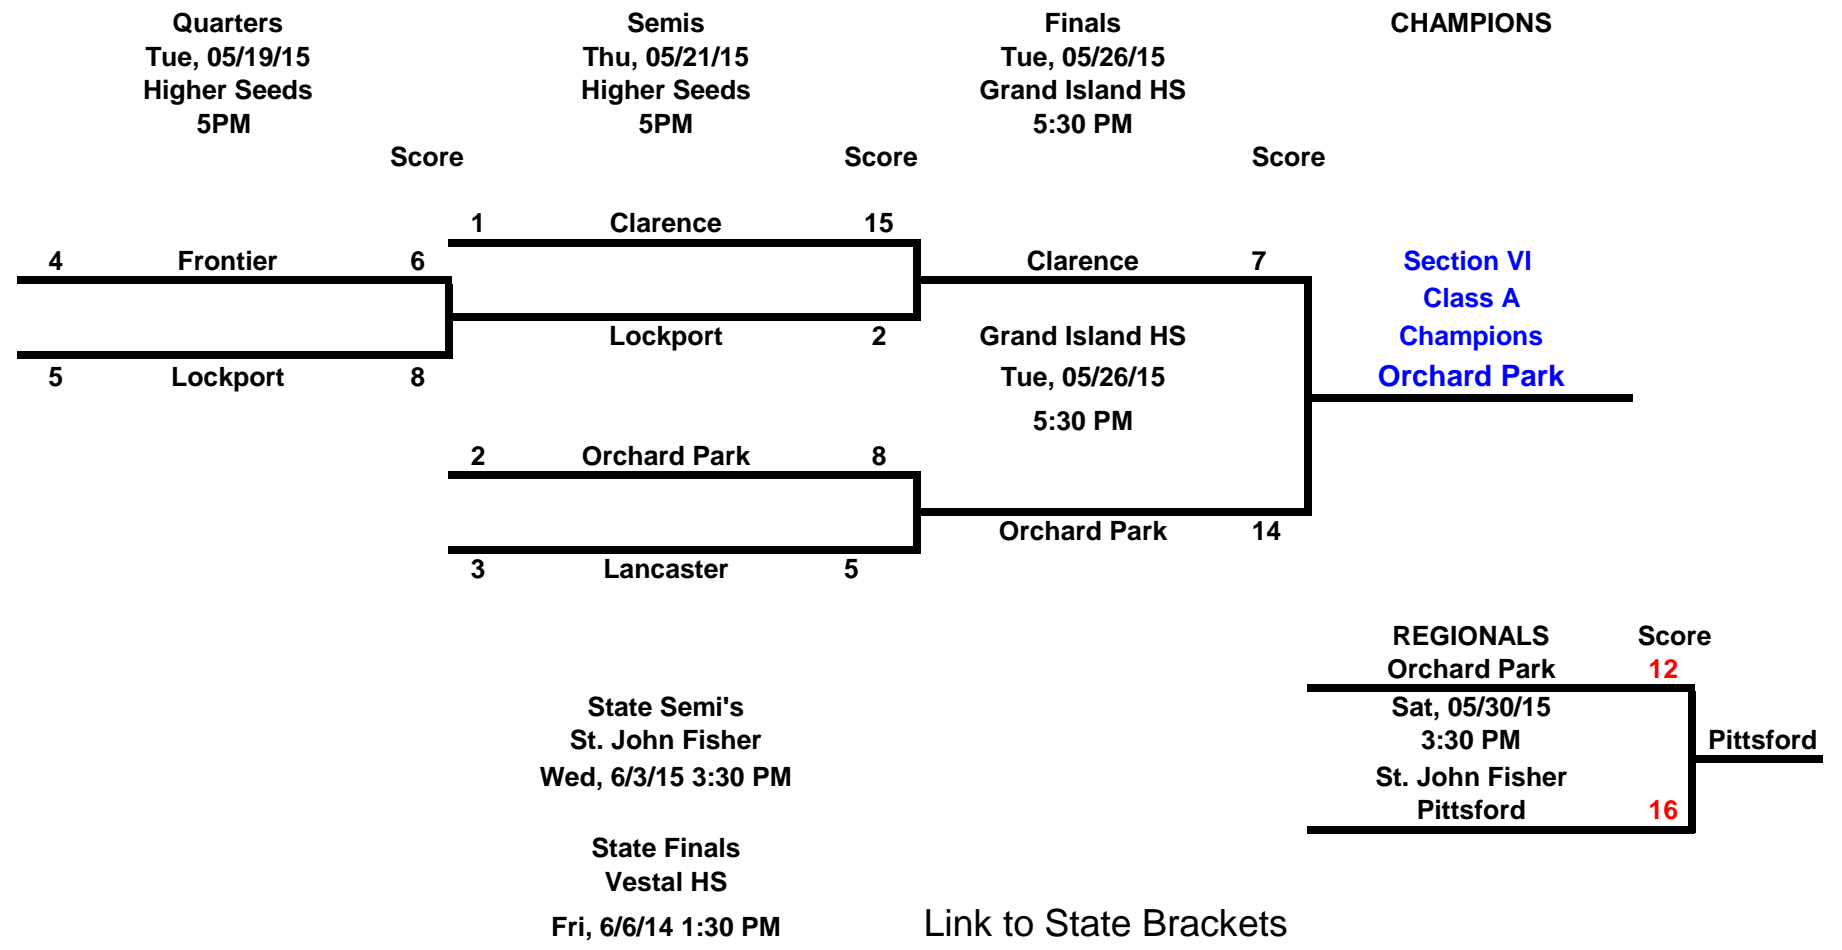 Quarters Semis Finals CHAMPIONS
Tue, 05/19/15 Thu, 05/21/15 Tue, 05/26/15
Higher Seeds Higher Seeds Grand Island HS
5PM 5PM 5:30 PM
Score Score Score
1 Clarence 15
4 Frontier 6 Clarence 7 Section VI
Class A
Lockport 2 Grand Island HS Champions
5 Lockport 8 Tue, 05/26/15 Orchard Park
5:30 PM
2 Orchard Park 8
Orchard Park 14
3 Lancaster 5
REGIONALS Score
Orchard Park 12
State Semi's Sat, 05/30/15
St. John Fisher 3:30 PM Pittsford
Wed, 6/3/15 3:30 PM St. John Fisher
Pittsford 16
State Finals
Vestal HS
Fri, 6/6/14 1:30 PM Link to State Brackets